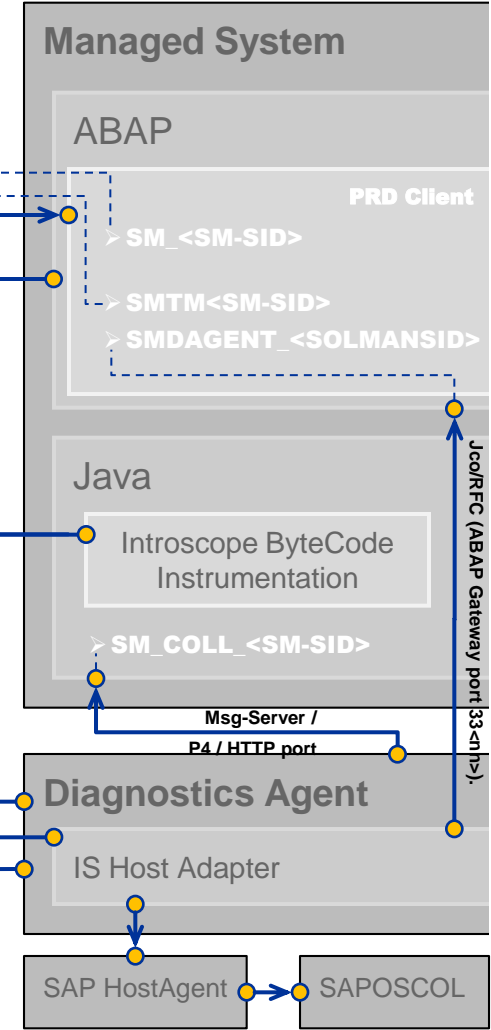 Managed System
ABAP
PRD Client
SM_<SM-SID>
SMTM<SM-SID>
SMDAGENT_<SOLMANSID>
Jco/RFC (ABAP Gateway port 33<nn>).
Java
Introscope ByteCode
Instrumentation
SM_COLL_<SM-SID>
Msg-Server /
P4 / HTTP port
Diagnostics Agent
IS Host Adapter
SAP HostAgent
SAPOSCOL